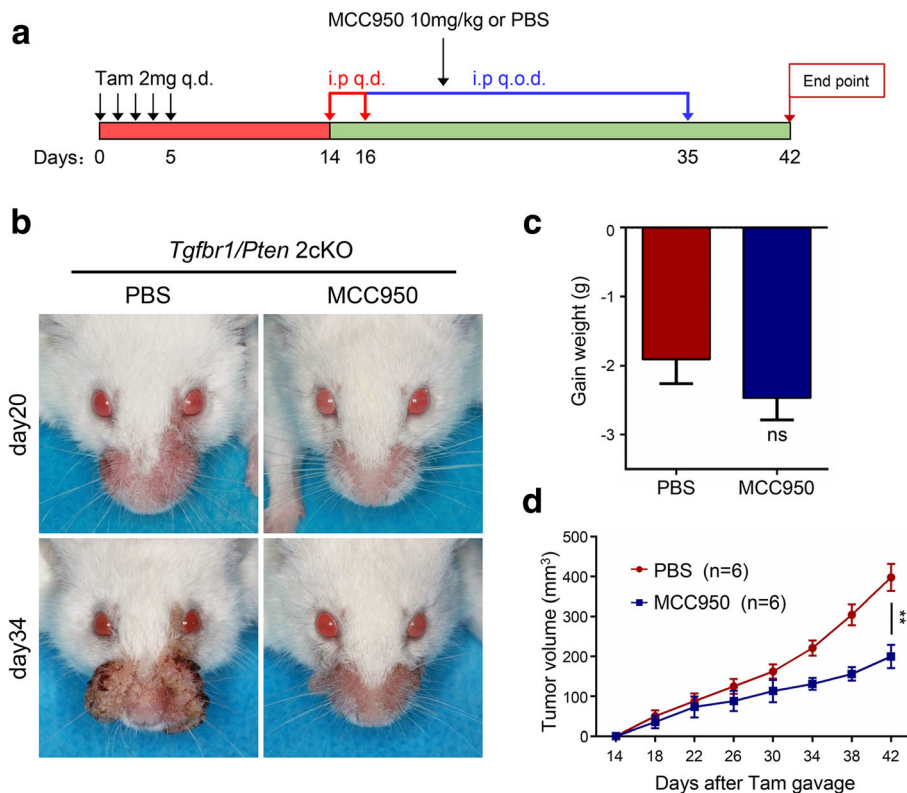 a
MCC950 10mg/kg or PBS
Tam 2mg q.d.
i.p q.d.
i.p q.o.d.
End point
Days: 0 5 14 16 35 42
b
Tgfbr1/Pten 2cKO
PBS MCC950
day20
day34
c
Gain weight (g)
0
-1
-2
-3
ns
PBS MCC950
d
Tumor volume (mm³)
400
300
200
100
0
PBS (n=6)
MCC950 (n=6)
**
14 18 22 26 30 34 38 42
Days after Tam gavage